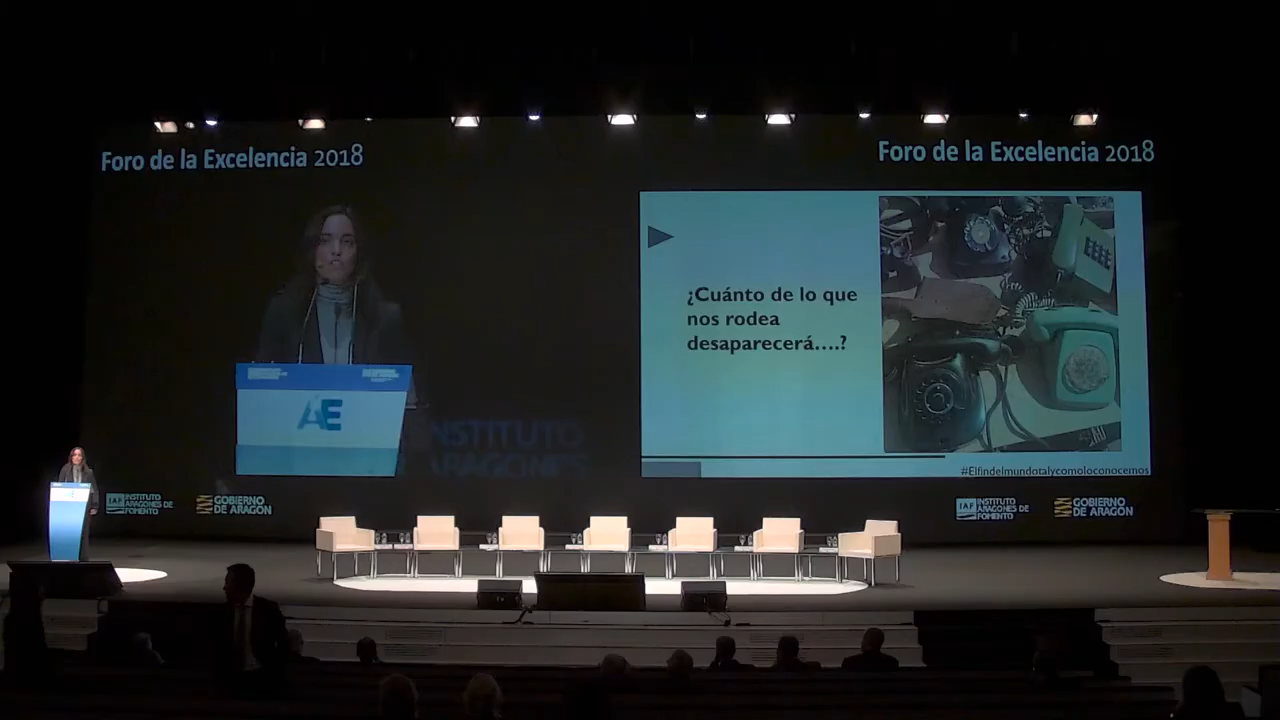 Foro de la Excelencia 2018
Foro de la Excelencia 2018
¿Cuánto de lo que
nos rodea
desaparecerá....?
#Elfindelmundotalycomoloconocemos
AE
INSTITUTO
ARAGONES
IAF INSTITUTO
ARAGONES DE
FOMENTO
GOBIERNO
DE ARAGON
IAF INSTITUTO
ARAGONES DE
FOMENTO
GOBIERNO
DE ARAGON